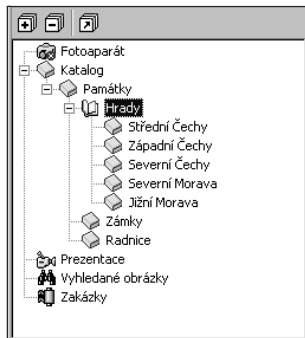 Fotoaparát
Katalog
Památky
Hrady
Střední Čechy
Západní Čechy
Severní Čechy
Severní Morava
Jižní Morava
Zámky
Radnice
Prezentace
Vyhledané obrázky
Zakázky